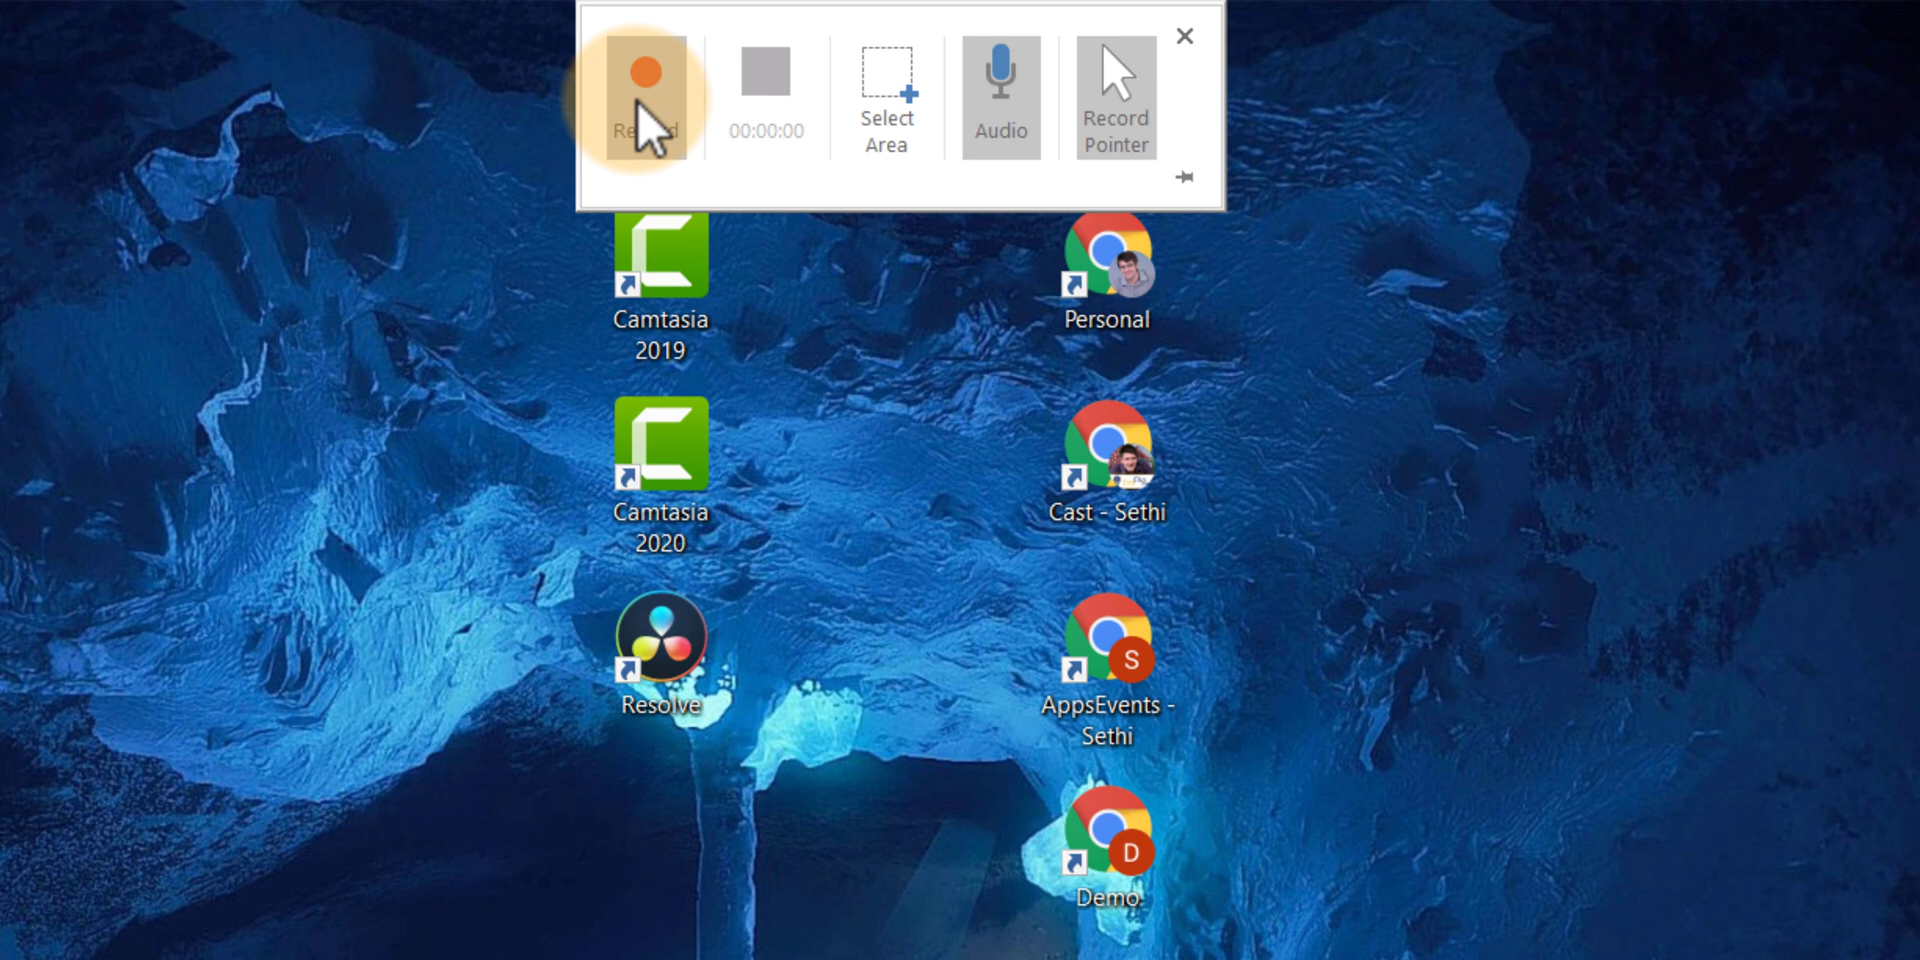 Record
00:00:00
Select
Area
Audio
Record
Pointer
Camtasia
2019
Personal
Camtasia
2020
Cast - Sethi
Resolve
S
AppsEvents -
Sethi
D
Demo